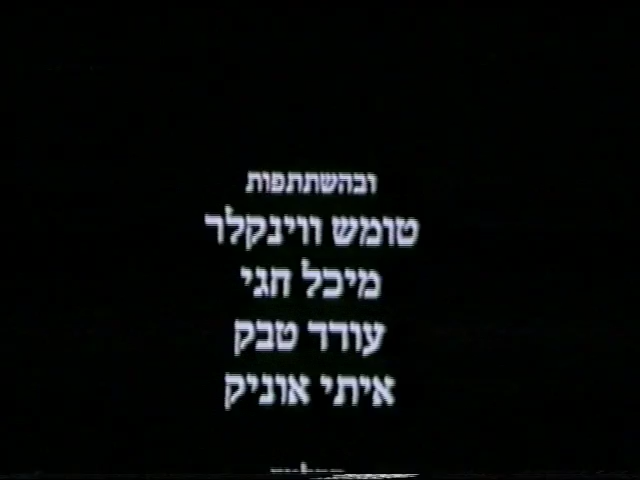 ובהשתתפות
טומש ווינקלר
מיכל חגי
עודד טבק
איתי אוניק